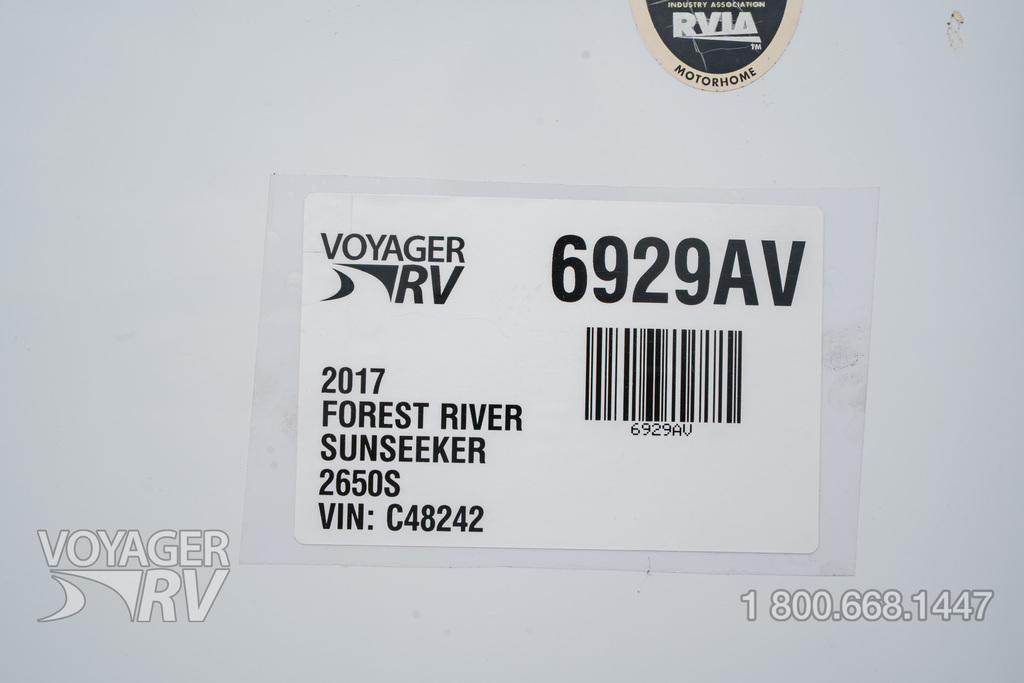 INDUSTRY ASSOCIATION
RVIA
TM
MOTORHOME
VOYAGER
RV
6929AV
6929AV
2017
FOREST RIVER
SUNSEEKER
2650S
VIN: C48242
VOYAGER
RV
1 800.668.1447